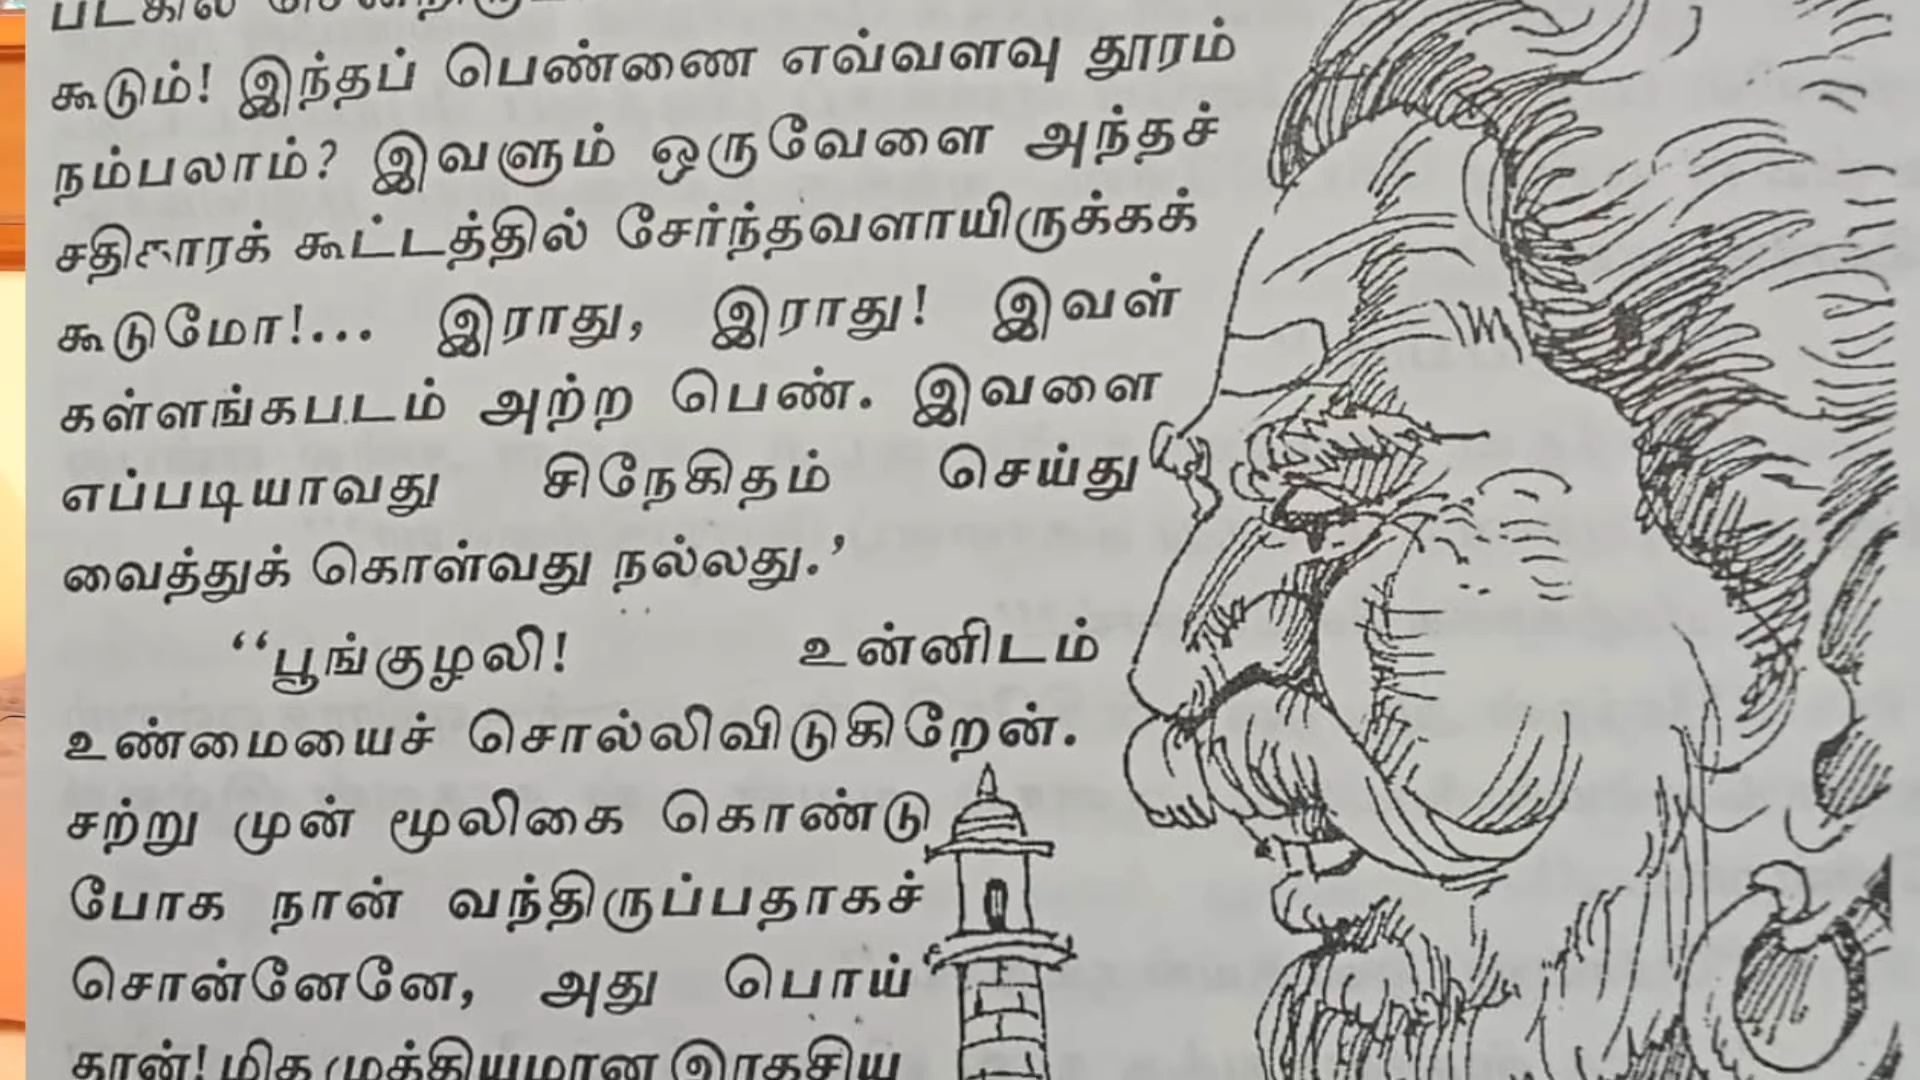 கூடும்! இந்தப் பெண்ணை எவ்வளவு தூரம்
நம்பலாம்? இவளும் ஒருவேளை அந்தச்
சதிகாரக் கூட்டத்தில் சேர்ந்தவளாயிருக்கக்
கூடுமோ!... இராது, இராது! இவள்
கள்ளங்கபடம் அற்ற பெண். இவளை
எப்படியாவது சிநேகிதம் செய்து
வைத்துக் கொள்வது நல்லது.’
“பூங்குழலி! உன்னிடம்
உண்மையைச் சொல்லிவிடுகிறேன்.
சற்று முன் மூலிகை கொண்டு
போக நான் வந்திருப்பதாகச்
சொன்னேனே, அது பொய்
தான்! மிக முக்கியமான இரகசிய